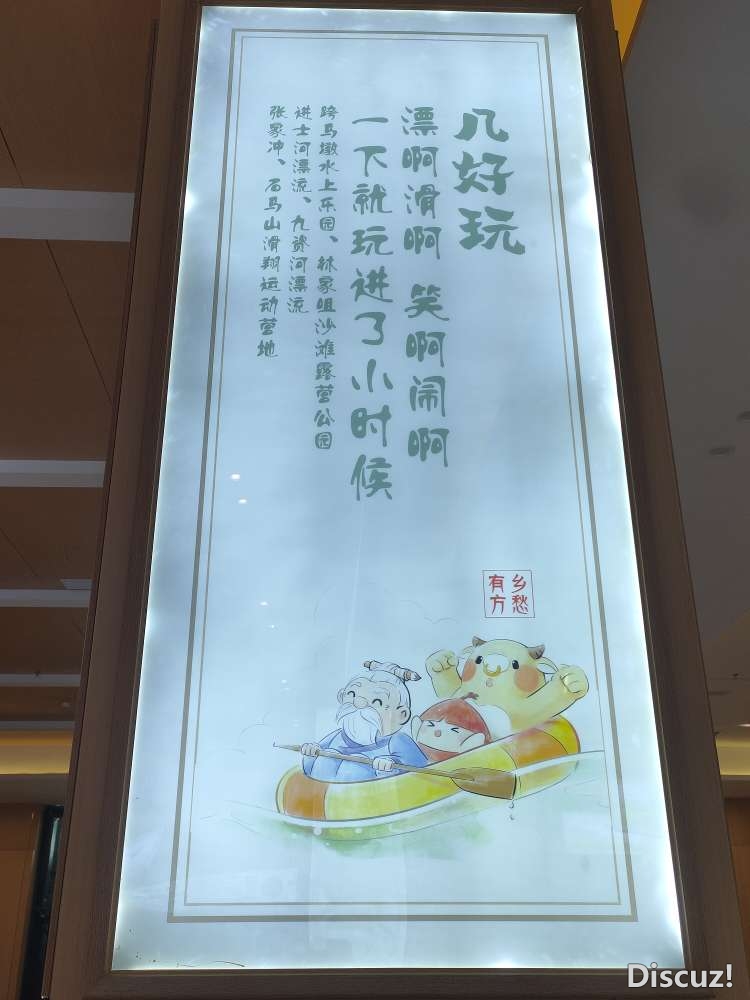 几好玩
漂啊滑啊 笑啊闹啊
一下就玩进了小时候
跨马墩水上乐园、林家咀沙滩露营公园
进士河漂流、九资河漂流
张家冲、石马山滑翔运动营地
乡愁
有方
Discuz!